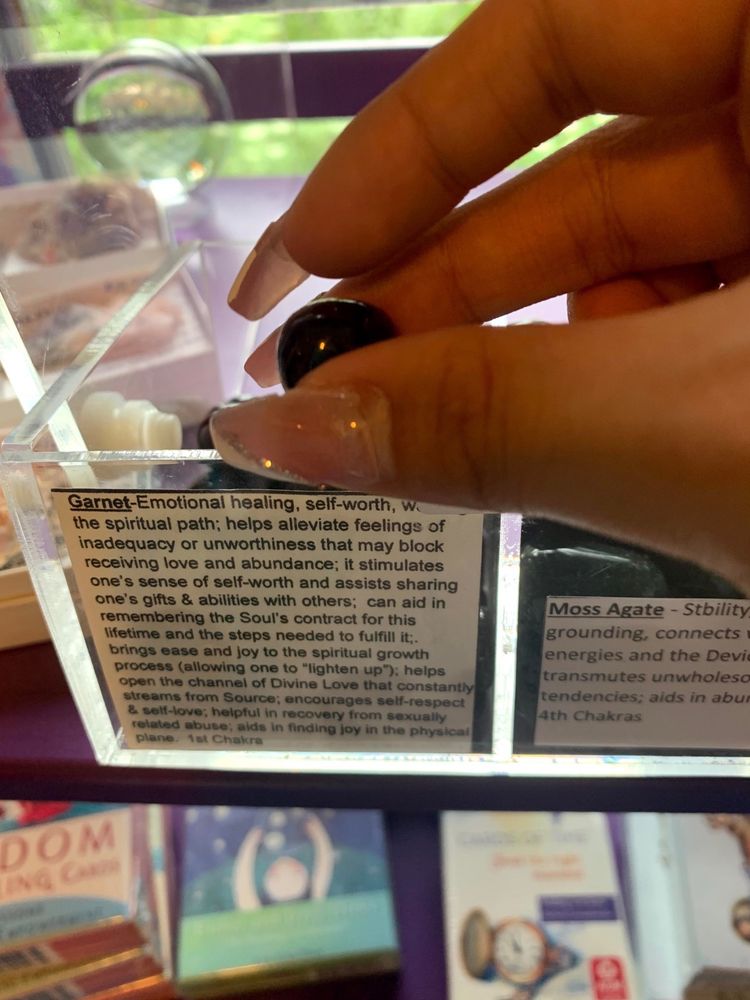 Garnet-Emotional healing, self-worth,
the spiritual path; helps alleviate feelings of
inadequacy or unworthiness that may block
receiving love and abundance; it stimulates
one's sense of self-worth and assists sharing
one's gifts & abilities with others; can aid in
remembering the Soul's contract for this
lifetime and the steps needed to fulfill it;.
brings ease and joy to the spiritual growth
process (allowing one to "lighten up"); helps
open the channel of Divine Love that constantly
streams from Source; encourages self-respect
& self-love; helpful in recovery from sexually
related abuse; aids in finding joy in the physical
plane. 1st Chakra
Moss Agate - Stbility,
grounding, connects
energies and the Devi
transmutes unwholeso
tendencies; aids in abu
4th Chakras
DOM
LING CARDS